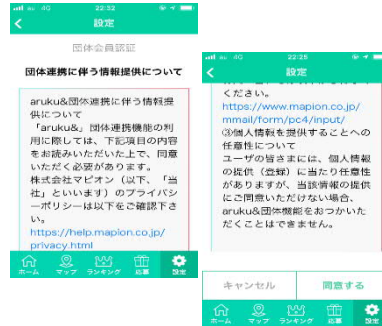 au 4G 22:52
設定
団体会員認証
団体連携に伴う情報提供について
aruku&団体連携に伴う情報提
供について
「aruku&」団体連携機能の利
用に際しては、下記項目の内容
をお読みいただいた上で、同意
いただく必要があります。
株式会社マピオン（以下、「当
社」といいます）のプライバシ
ーポリシーは以下をご確認下さ
い。
https://help.mapion.co.jp/
privacy.html
ホーム マップ ランキング 応募 設定
au 4G 22:25
設定
ください。
https://www.mapion.co.jp/
mmail/form/pc4/input/
③個人情報を提供することへの
任意性について
ユーザの皆さまには、個人情報
の提供（登録）に当たり任意性
がありますが、当該情報の提供
にご同意いただけない場合、
aruku&団体機能をおつかいた
だくことはできません。
キャンセル 同意する
ホーム マップ ランキング 応募 設定